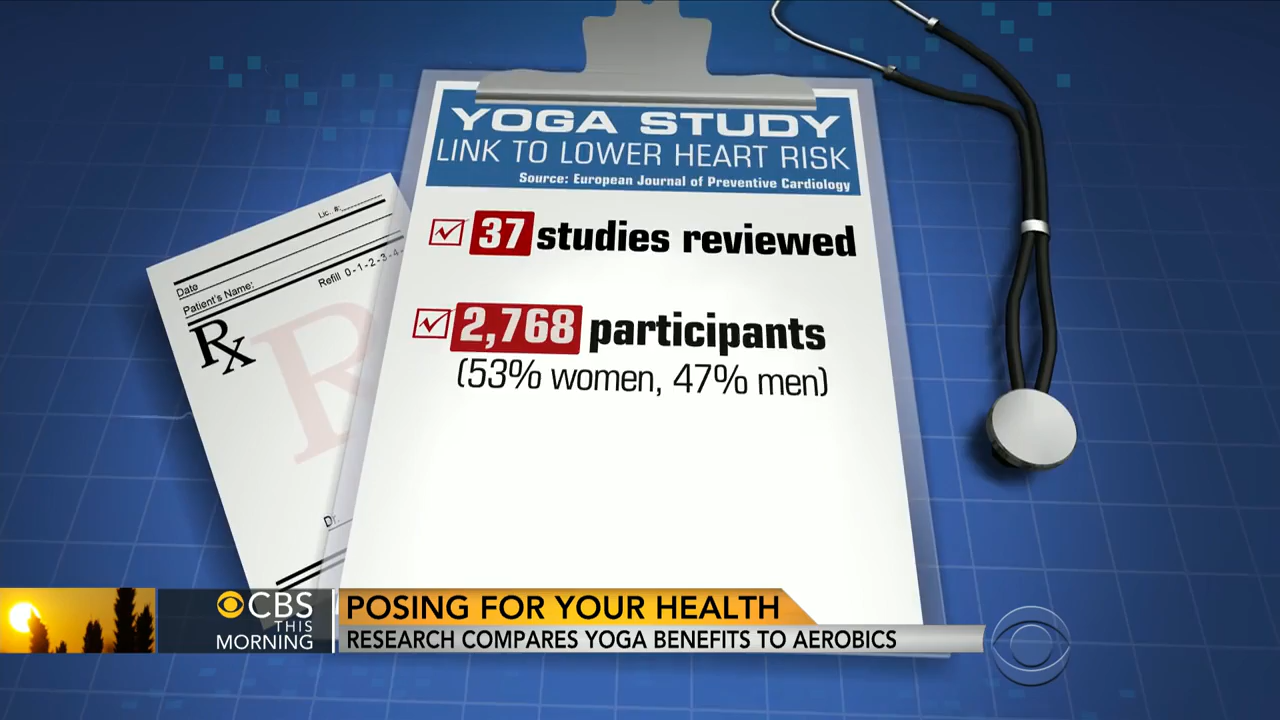 YOGA STUDY
LINK TO LOWER HEART RISK
Source: European Journal of Preventive Cardiology
37 studies reviewed
2,768 participants
(53% women, 47% men)
Lic. #:
Date
Patient's Name:
Refill 0-1-2-3-4-
Rx
R
Dr.
CBS
THIS
MORNING
POSING FOR YOUR HEALTH
RESEARCH COMPARES YOGA BENEFITS TO AEROBICS